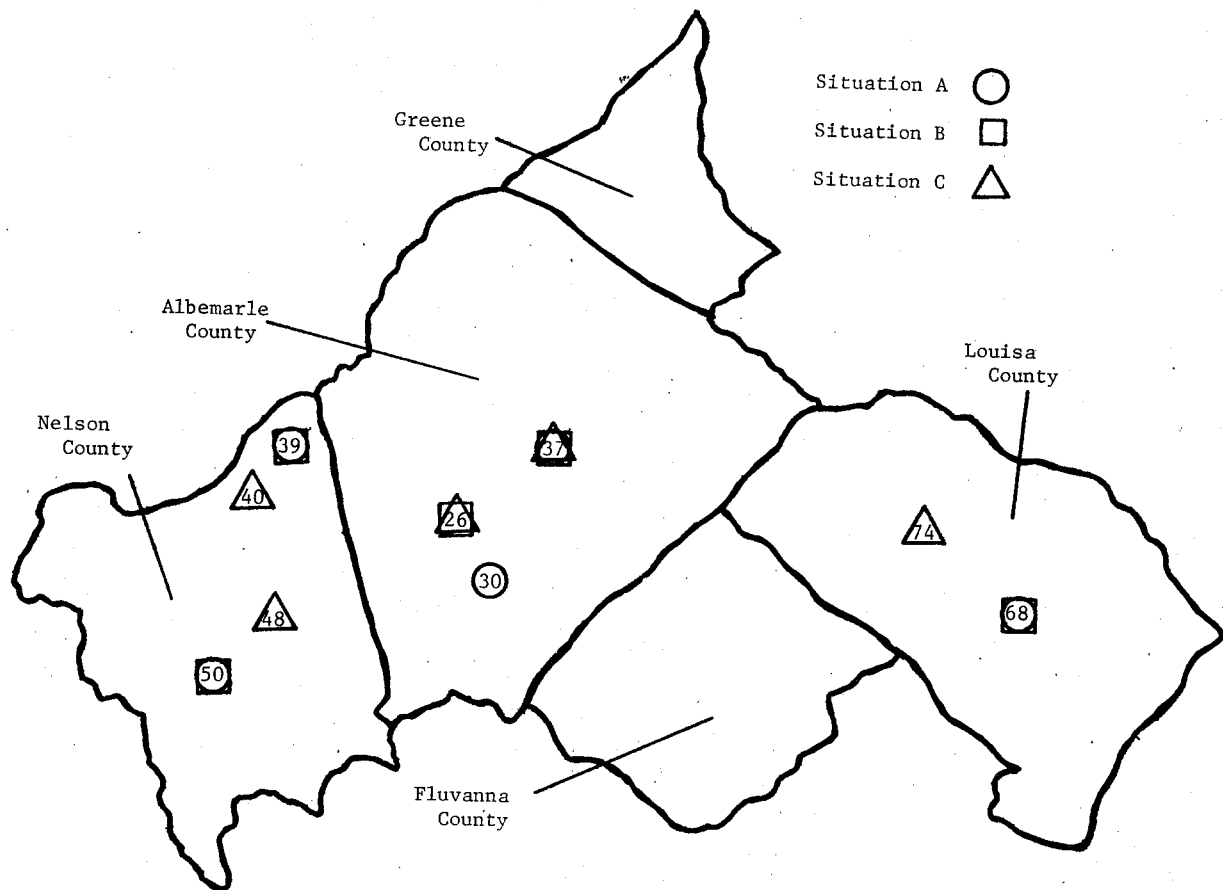 Situation A
Situation B
Situation C
Greene
County
Albemarle
County
Louisa
County
Nelson
County
39
37
40
26
74
30
48
68
50
Fluvanna
County